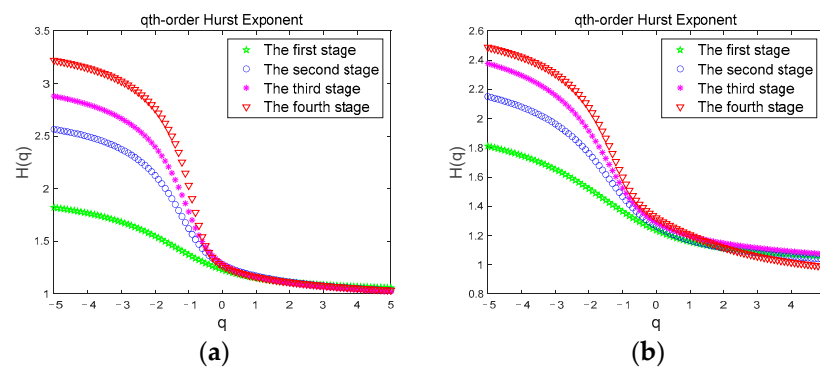 qth-order Hurst Exponent
3.5
3
2.5
2
1.5
1
H(q)
The first stage
The second stage
The third stage
The fourth stage
−5 −4 −3 −2 −1 0 1 2 3 4 5
q
(a)
qth-order Hurst Exponent
2.6
2.4
2.2
2
1.8
1.6
1.4
1.2
1
0.8
H(q)
The first stage
The second stage
The third stage
The fourth stage
−5 −4 −3 −2 −1 0 1 2 3 4
q
(b)